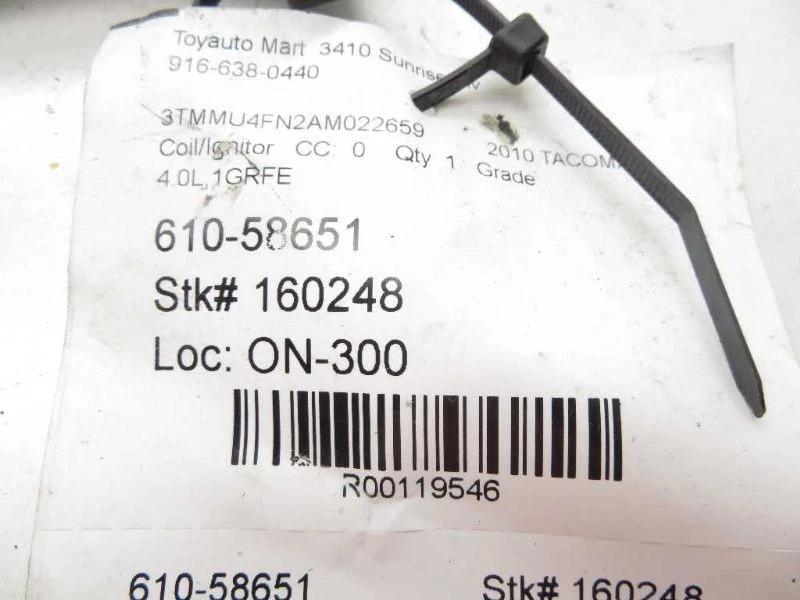 Toyauto Mart 3410 Sunrise
916-638-0440
3TMMU4FN2AM022659 2010 TACOMA
Coil/Ignitor CC: 0 Qty 1 Grade
4.0L,1GRFE
610-58651
Stk# 160248
Loc: ON-300
R00119546
610-58651 Stk# 160248